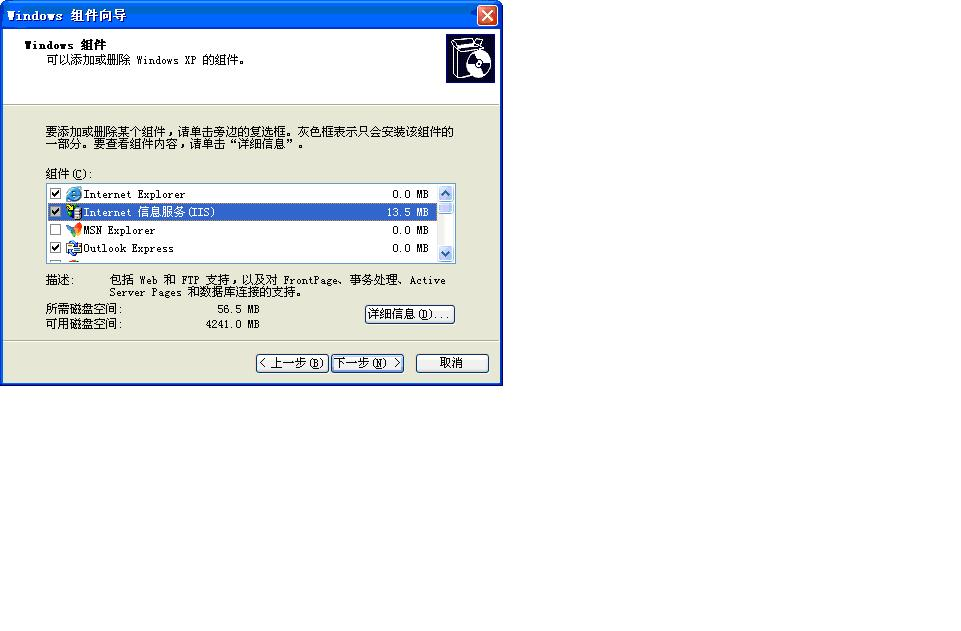 Windows 组件向导
Windows 组件
可以添加或删除 Windows XP 的组件。
要添加或删除某个组件，请单击旁边的复选框。灰色框表示只会安装该组件的
一部分。要查看组件内容，请单击“详细信息”。
组件(C):
Internet Explorer 0.0 MB
Internet 信息服务(IIS) 13.5 MB
MSN Explorer 0.0 MB
Outlook Express 0.0 MB
描述: 包括 Web 和 FTP 支持，以及对 FrontPage、事务处理、Active
Server Pages 和数据库连接的支持。
所需磁盘空间: 56.5 MB
可用磁盘空间: 4241.0 MB
详细信息(D)...
< 上一步(B) 下一步(N) > 取消